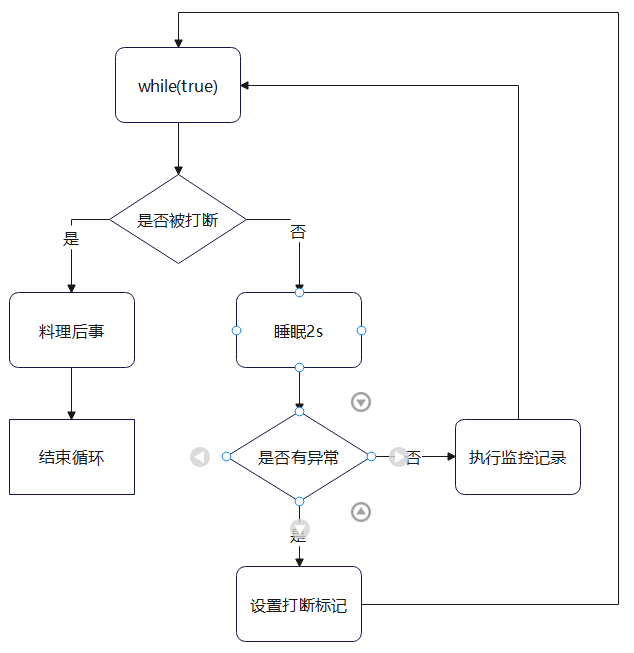 while(true)
是否被打断
是
否
料理后事
睡眠2s
结束循环
是否有异常
否
执行监控记录
是
设置打断标记